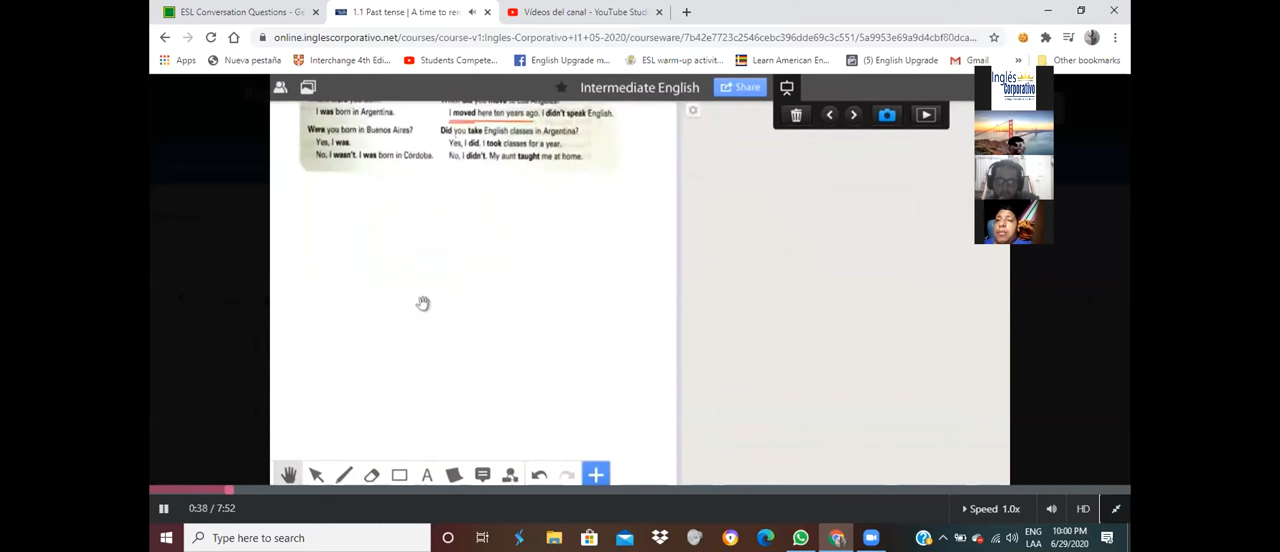 ESL Conversation Questions - Ge
1.1 Past tense | A time to ren
Vídeos del canal - YouTube Stud
online.inglescorporativo.net/courses/course-v1:Ingles-Corporativo+I1+05-2020/courseware/7b42e7723c2546cebc396dde69c3c551/5a9953e69a9d4cbf80dca...
Apps
Nueva pestaña
Interchange 4th Edi...
Students Compete...
English Upgrade m...
ESL warm-up activit...
Learn American En...
(5) English Upgrade
Gmail
Other bookmarks
Intermediate English
Share
Inglés
Corporativo
I was born in Argentina.
I moved here ten years ago. I didn't speak English.
Were you born in Buenos Aires?
Did you take English classes in Argentina?
Yes, I was.
Yes, I did. I took classes for a year.
No, I wasn't. I was born in Córdoba.
No, I didn't. My aunt taught me at home.
0:38 / 7:52
Speed 1.0x
HD
Type here to search
ENG
LAA
10:00 PM
6/29/2020